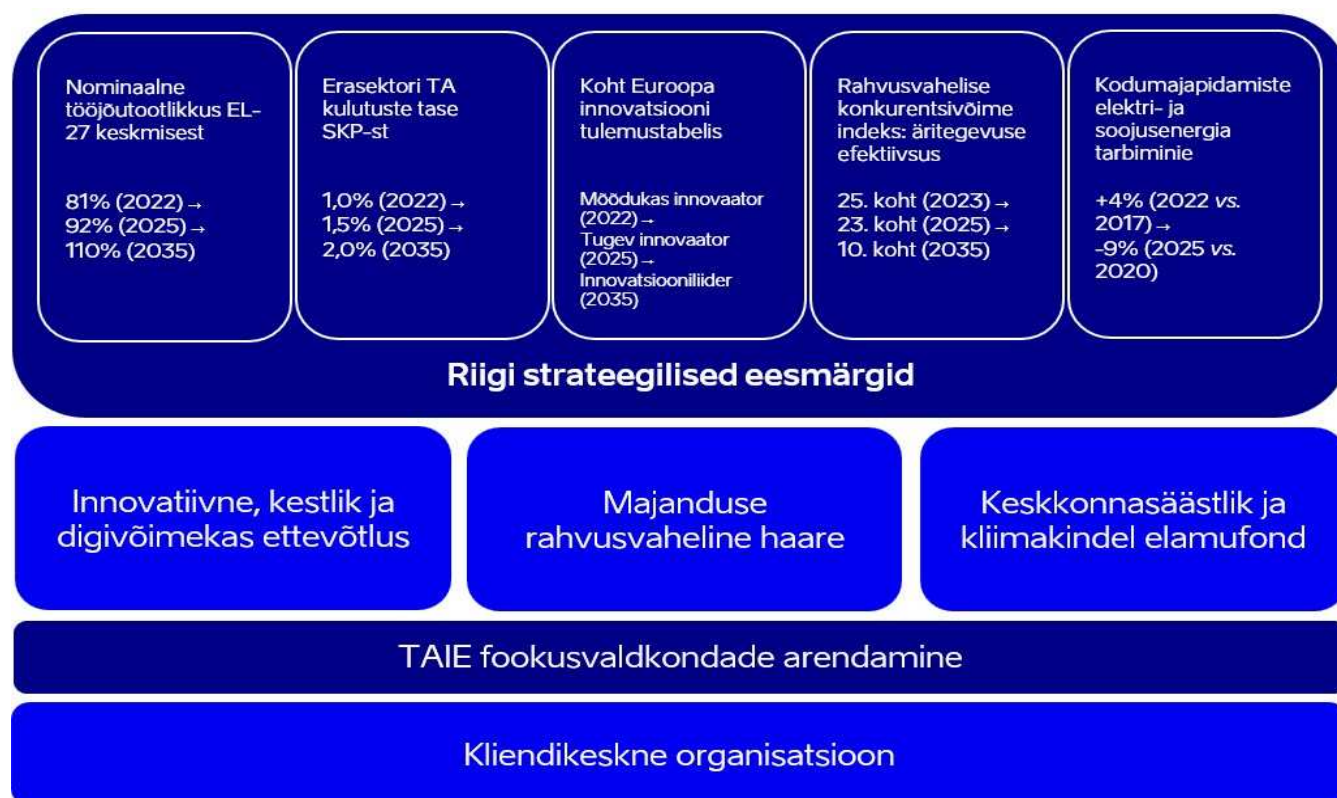 Nominaalne
tööjõutootlikkus EL-
27 keskmisest
81% (2022)→
92% (2025)→
110% (2035)
Erasektori TA
kulutuste tase
SKP-st
1,0% (2022)→
1,5% (2025)→
2,0% (2035)
Koht Euroopa
innovatsiooni
tulemustabelis
Möödukas innovaator
(2022)→
Tugev innovaator
(2025)→
Innovatsiooniliider
(2035)
Rahvusvahelise
konkurentsivõime
indeks: äritegevuse
efektiivsus
25. koht (2023)→
23. koht (2025)→
10. koht (2035)
Kodumajapidamiste
elektri- ja
soojusenergia
tarbiminie
+4% (2022 vs.
2017)→
-9% (2025 vs.
2020)
Riigi strateegilised eesmärgid
Innovatiivne, kestlik ja
digivõimekas ettevõtlus
Majanduse
rahvusvaheline haare
Keskkonnasäästlik ja
kliimakindel elamufond
TAIE fookusvaldkondade arendamine
Kliendikeskne organisatsioon